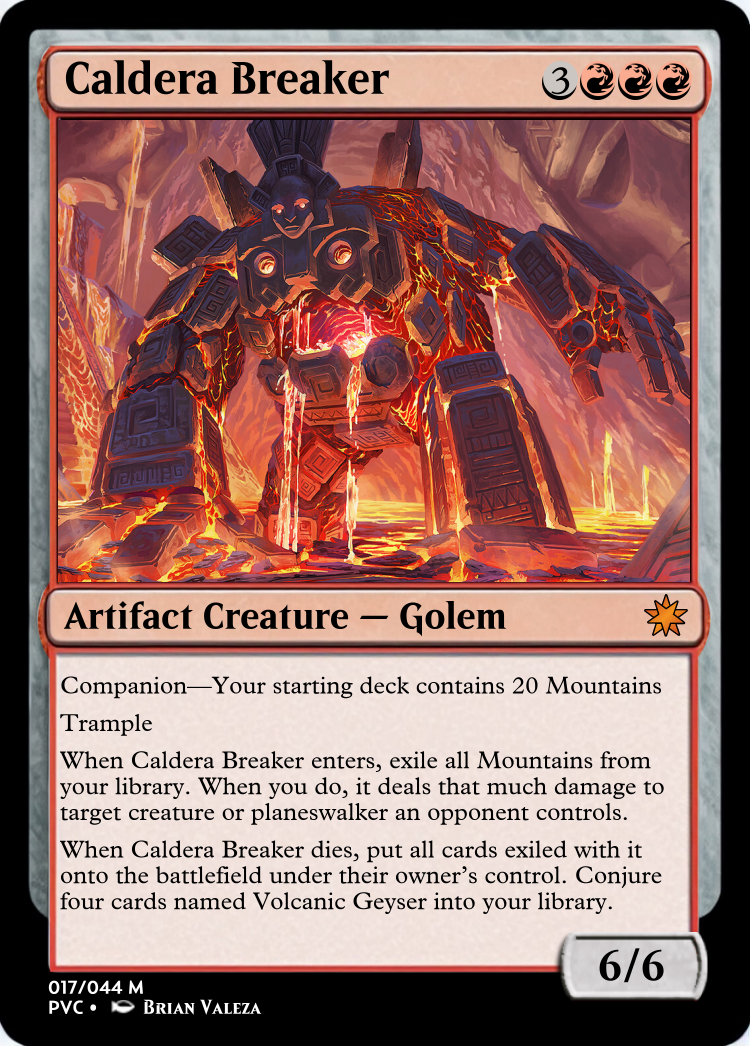 Caldera Breaker
3
Artifact Creature — Golem
Companion—Your starting deck contains 20 Mountains
Trample
When Caldera Breaker enters, exile all Mountains from
your library. When you do, it deals that much damage to
target creature or planeswalker an opponent controls.
When Caldera Breaker dies, put all cards exiled with it
onto the battlefield under their owner's control. Conjure
four cards named Volcanic Geyser into your library.
6/6
017/044 M
PVC • Brian Valeza